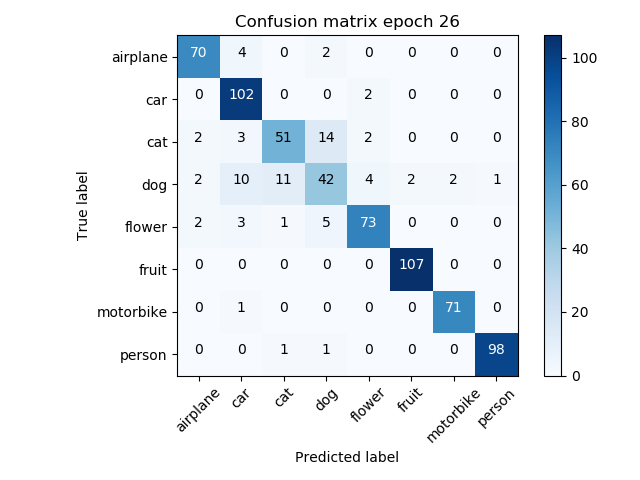 Confusion matrix epoch 26
True label
airplane 70 4 0 2 0 0 0 0
car 0 102 0 0 2 0 0 0
cat 2 3 51 14 2 0 0 0
dog 2 10 11 42 4 2 2 1
flower 2 3 1 5 73 0 0 0
fruit 0 0 0 0 0 107 0 0
motorbike 0 1 0 0 0 0 71 0
person 0 0 1 1 0 0 0 98
airplane car cat dog flower fruit motorbike person
Predicted label
100
80
60
40
20
0